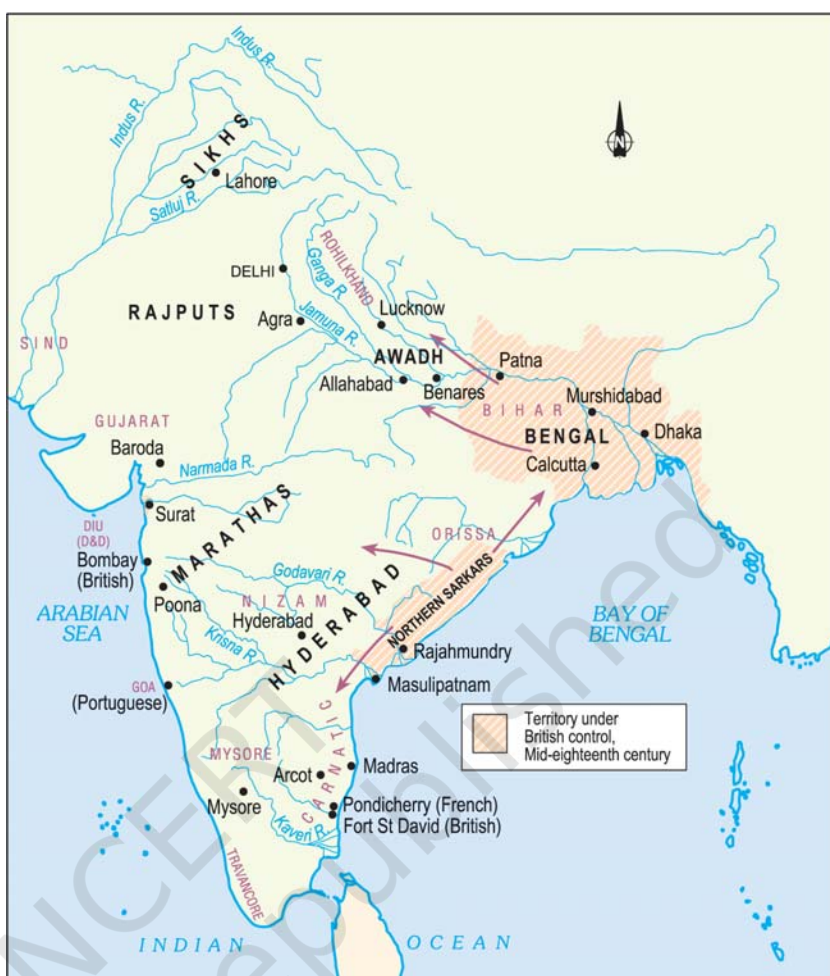 Indus R.
Indus R.
SIKHS
N
Lahore
Satluj R.
DELHI
ROHILKHAND
Ganga R.
RAJPUTS
Lucknow
Jamuna R.
Agra
SIND
AWADH
Patna
Allahabad
Benares
Murshidabad
BIHAR
GUJARAT
BENGAL
Dhaka
Baroda
Calcutta
Narmada R.
Surat
MARATHAS
DIU
(D&D)
ORISSA
Bombay
(British)
Godavari R.
NORTHERN SARKARS
ARABIAN
SEA
Poona
NIZAM
Hyderabad
HYDERABAD
BAY OF
BENGAL
Krisna R.
Rajahmundry
Masulipatnam
GOA
(Portuguese)
Territory under
British control,
Mid-eighteenth century
CARNATIC
MYSORE
Madras
Arcot
Mysore
Pondicherry (French)
Fort St David (British)
Kaveri R.
TRAVANCORE
INDIAN OCEAN
NCERT
republished